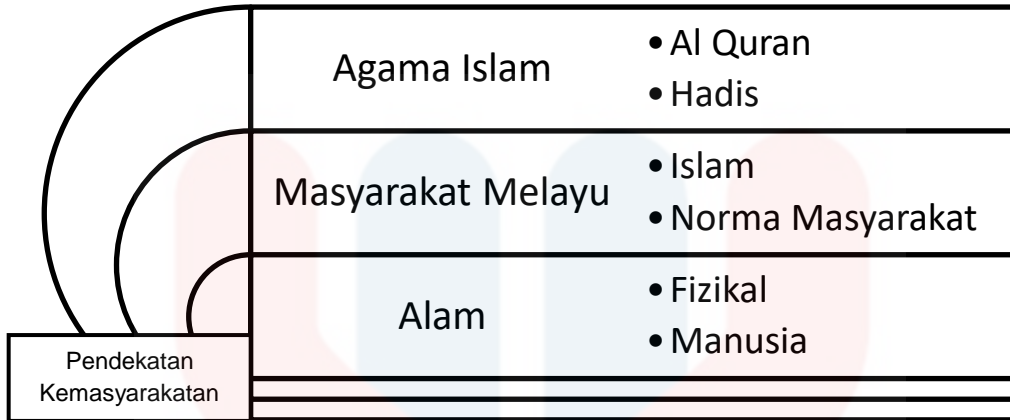 Agama Islam
• Al Quran
• Hadis
Masyarakat Melayu
• Islam
• Norma Masyarakat
Alam
• Fizikal
• Manusia
Pendekatan
Kemasyarakatan